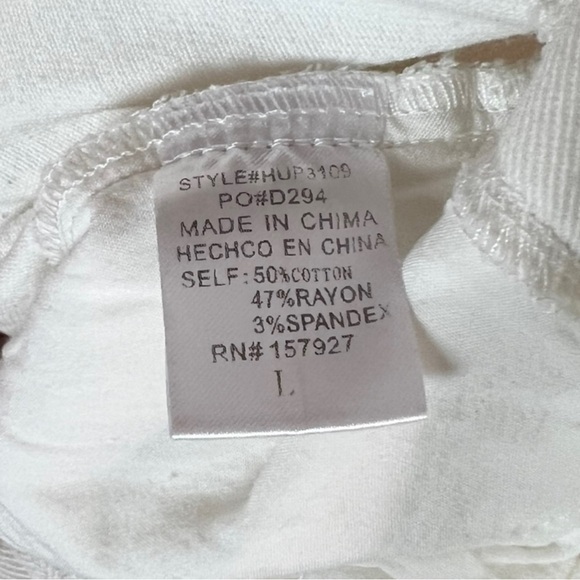 STYLE#HUP3109
PO#D294
MADE IN CHIMA
HECHCO EN CHINA
SELF: 50%COTTON
47%RAYON
3%SPANDEX
RN# 157927
L